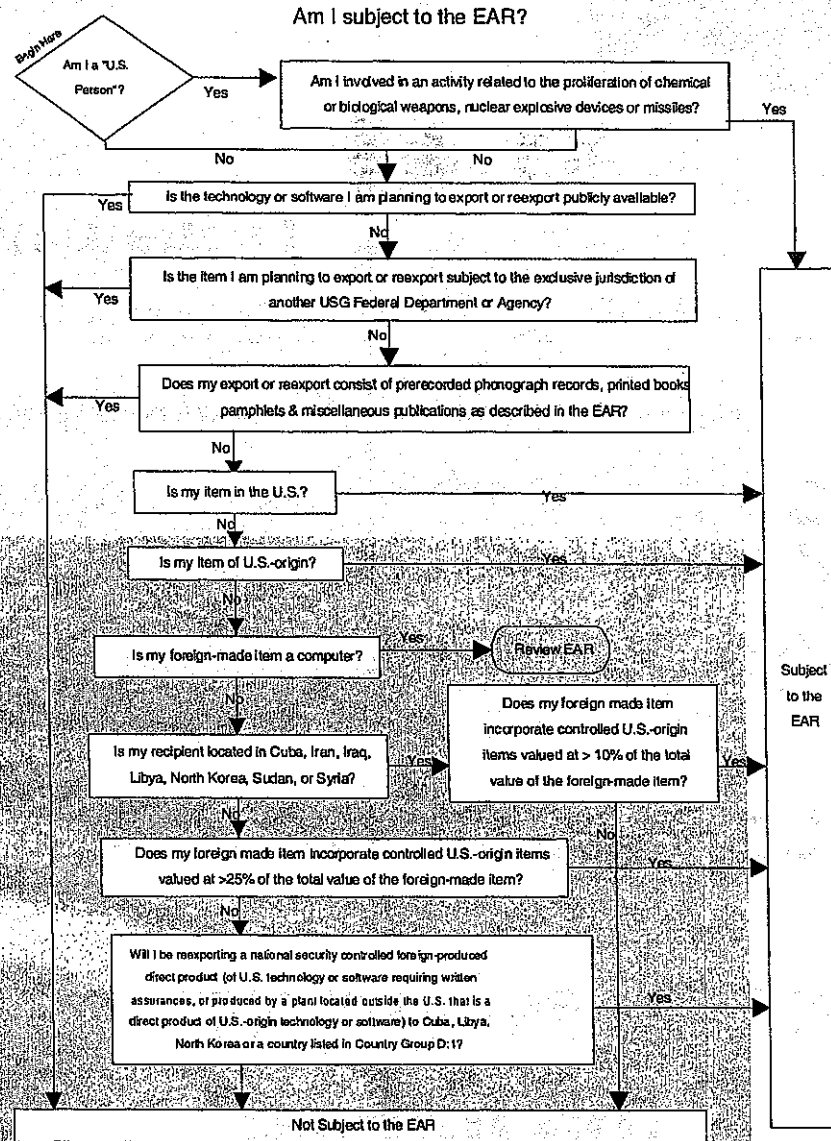 Am I subject to the EAR?
Begin Here
Am I a "U.S.
Person"?
Yes
Am I involved in an activity related to the proliferation of chemical
or biological weapons, nuclear explosive devices or missiles?
Yes
No
No
Is the technology or software I am planning to export or reexport publicly available?
Yes
No
Is the item I am planning to export or reexport subject to the exclusive jurisdiction of
another USG Federal Department or Agency?
Yes
No
Does my export or reexport consist of prerecorded phonograph records, printed books
pamphlets & miscellaneous publications as described in the EAR?
Yes
No
Is my item in the U.S.?
Yes
No
Is my item of U.S.-origin?
Yes
No
Is my foreign-made item a computer?
Yes
Review EAR
No
Is my recipient located in Cuba, Iran, Iraq,
Libya, North Korea, Sudan, or Syria?
Yes
Does my foreign made item
incorporate controlled U.S.-origin
items valued at > 10% of the total
value of the foreign-made item?
Yes
No
No
Subject
to the
EAR
Does my foreign made item incorporate controlled U.S.-origin items
valued at >25% of the total value of the foreign-made item?
Yes
No
Will I be reexporting a national security controlled foreign-produced
direct product (of U.S. technology or software requiring written
assurances, or produced by a plant located outside the U.S. that is a
direct product of U.S.-origin technology or software) to Cuba, Libya,
North Korea or a country listed in Country Group D:1?
Yes
No
Not Subject to the EAR